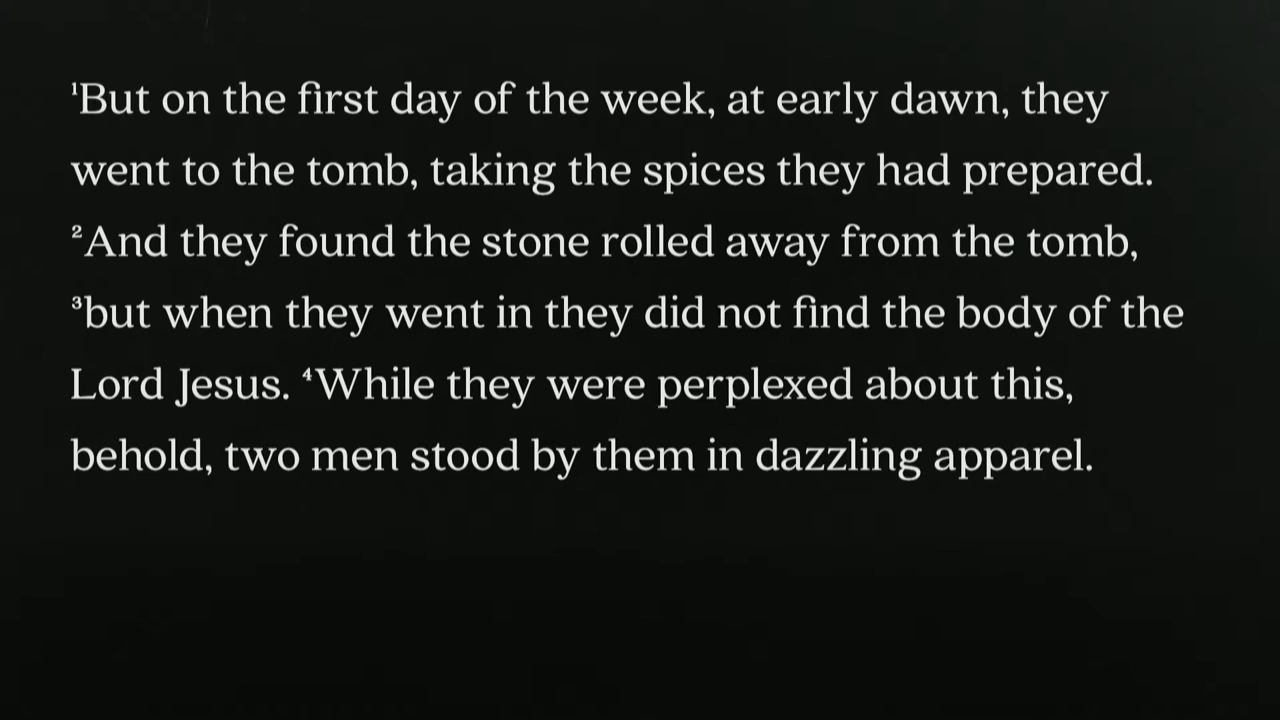 ¹But on the first day of the week, at early dawn, they
went to the tomb, taking the spices they had prepared.
²And they found the stone rolled away from the tomb,
³but when they went in they did not find the body of the
Lord Jesus. ⁴While they were perplexed about this,
behold, two men stood by them in dazzling apparel.